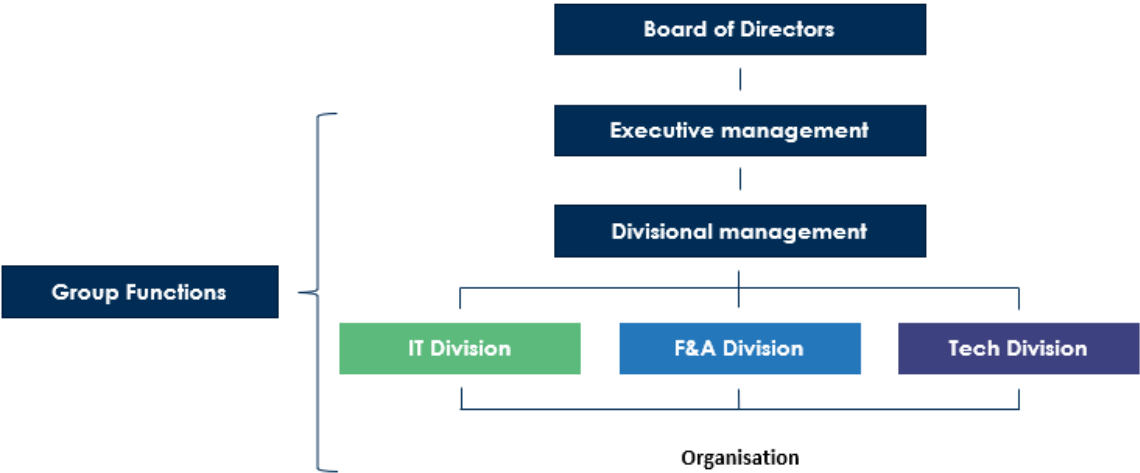 Board of Directors
Executive management
Divisional management
Group Functions
IT Division
F&A Division
Tech Division
Organisation